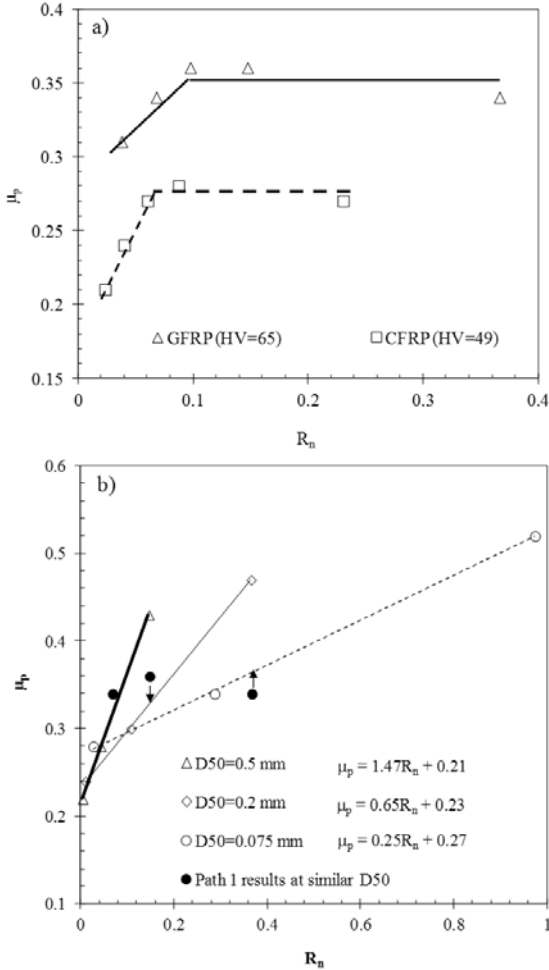 a)
0.4
0.35
0.3
0.25
0.2
0.15
μp
△ GFRP (HV=65) □ CFRP (HV=49)
0 0.1 0.2 0.3 0.4
Rn
b)
0.6
0.5
0.4
0.3
0.2
0.1
μp
△ D50=0.5 mm μp = 1.47Rn + 0.21
◇ D50=0.2 mm μp = 0.65Rn + 0.23
○ D50=0.075 mm μp = 0.25Rn + 0.27
● Path 1 results at similar D50
0 0.2 0.4 0.6 0.8 1
Rn